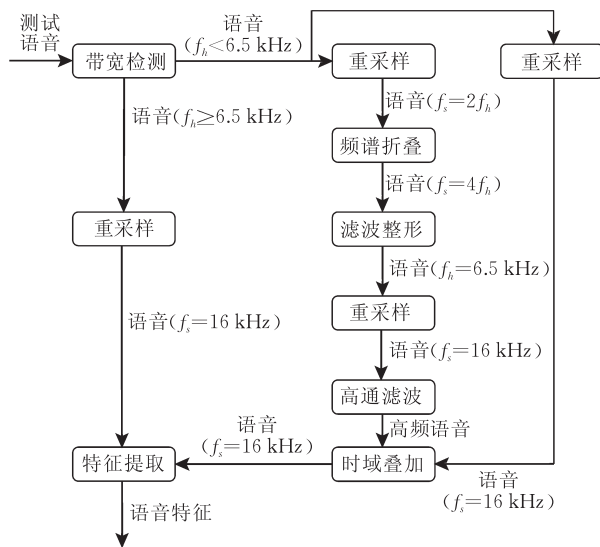 测试
语音
带宽检测
语音
(fh<6.5 kHz)
重采样
重采样
语音(fh≥6.5 kHz)
语音(fs=2fh)
频谱折叠
语音(fs=4fh)
重采样
滤波整形
语音(fh=6.5 kHz)
重采样
语音(fs=16 kHz)
语音(fs=16 kHz)
高通滤波
高频语音
语音
(fs=16 kHz)
特征提取
时域叠加
语音
(fs=16 kHz)
语音特征